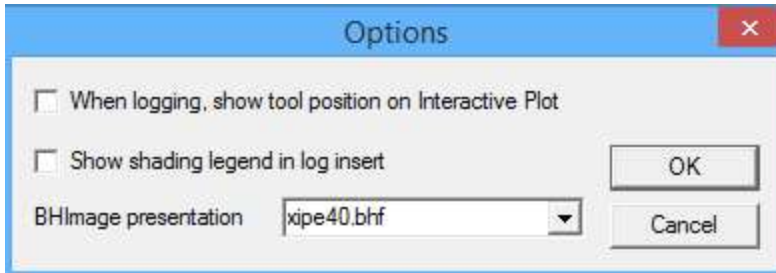 Options
When logging, show tool position on Interactive Plot
Show shading legend in log insert
OK
BHImage presentation
xipe40.bhf
Cancel